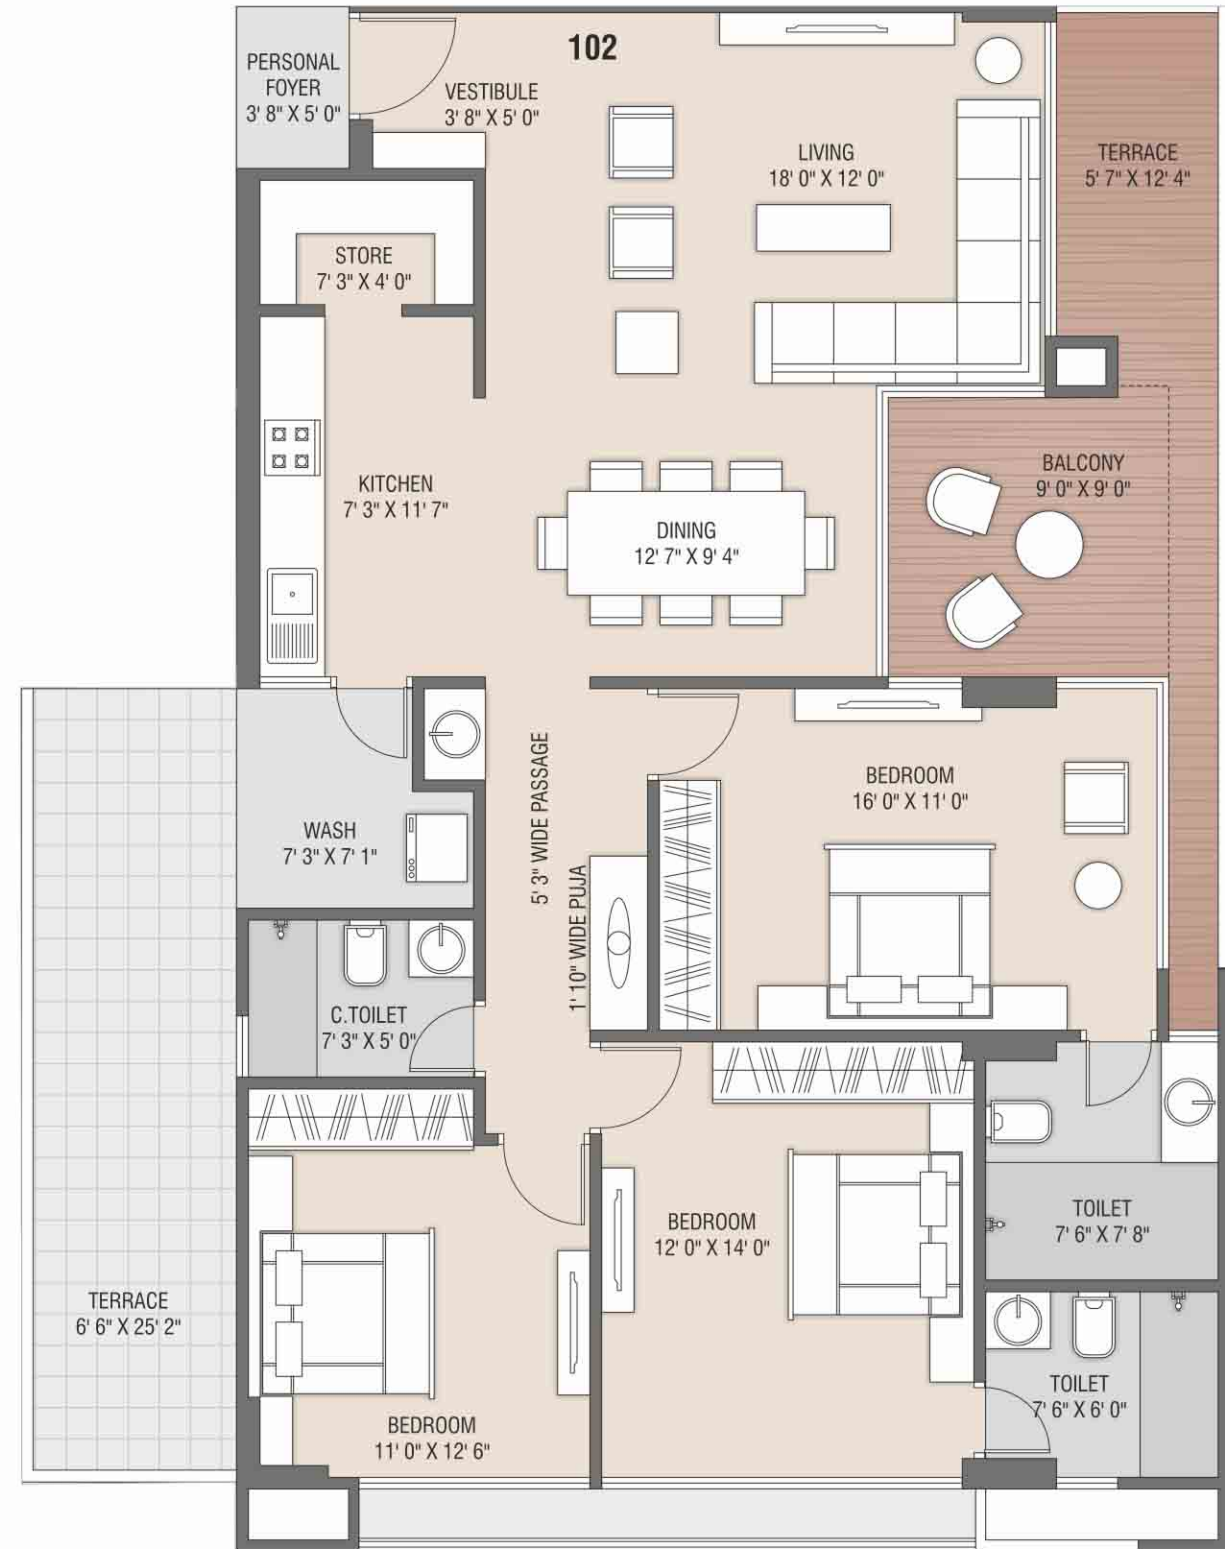 102
PERSONAL
FOYER
3' 8" X 5' 0"
VESTIBULE
3' 8" X 5' 0"
LIVING
18' 0" X 12' 0"
TERRACE
5' 7" X 12' 4"
STORE
7' 3" X 4' 0"
KITCHEN
7' 3" X 11' 7"
DINING
12' 7" X 9' 4"
BALCONY
9' 0" X 9' 0"
5' 3" WIDE PASSAGE
1' 10" WIDE PUJA
BEDROOM
16' 0" X 11' 0"
WASH
7' 3" X 7' 1"
C.TOILET
7' 3" X 5' 0"
BEDROOM
12' 0" X 14' 0"
TOILET
7' 6" X 7' 8"
TERRACE
6' 6" X 25' 2"
BEDROOM
11' 0" X 12' 6"
TOILET
7' 6" X 6' 0"